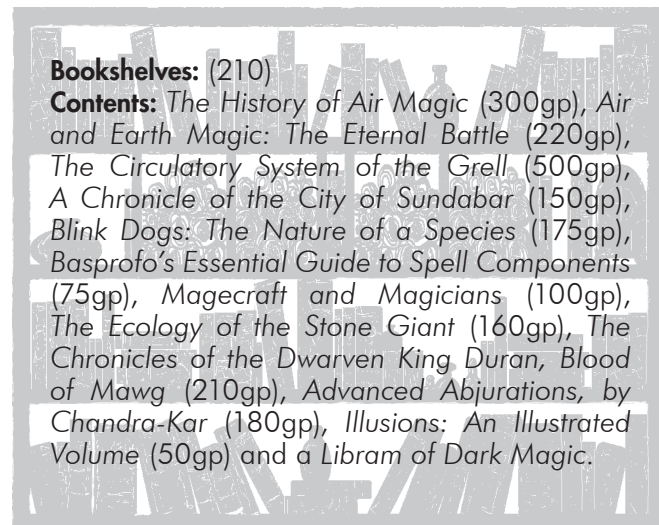 Bookshelves: (210)
Contents: The History of Air Magic (300gp), Air
and Earth Magic: The Eternal Battle (220gp),
The Circulatory System of the Grell (500gp),
A Chronicle of the City of Sundabar (150gp),
Blink Dogs: The Nature of a Species (175gp),
Basprofo's Essential Guide to Spell Components
(75gp), Magecraft and Magicians (100gp),
The Ecology of the Stone Giant (160gp), The
Chronicles of the Dwarven King Duran, Blood
of Mawg (210gp), Advanced Abjurations, by
Chandra-Kar (180gp), Illusions: An Illustrated
Volume (50gp) and a Libram of Dark Magic.